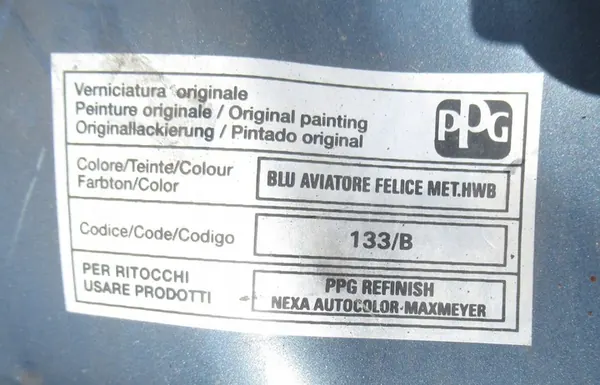 Verniciatura originale
Peinture originale / Original painting
Originallackierung / Pintado original
PPG
Colore/Teinte/Colour
Farbton/Color
BLU AVIATORE FELICE MET.HWB
Codice/Code/Codigo
133/B
PER RITOCCHI
USARE PRODOTTI
PPG REFINISH
NEXA AUTOCOLOR-MAXMEYER